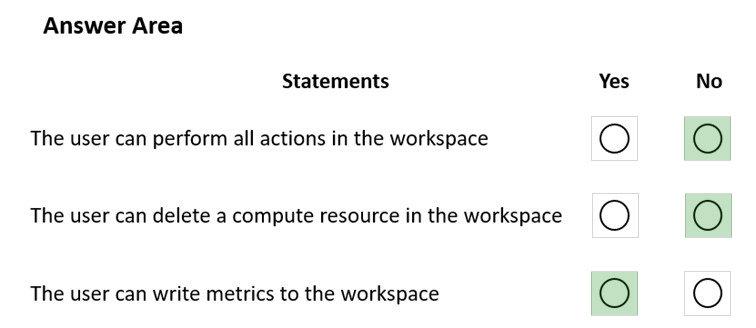 Answer Area
Statements Yes No
The user can perform all actions in the workspace
The user can delete a compute resource in the workspace
The user can write metrics to the workspace